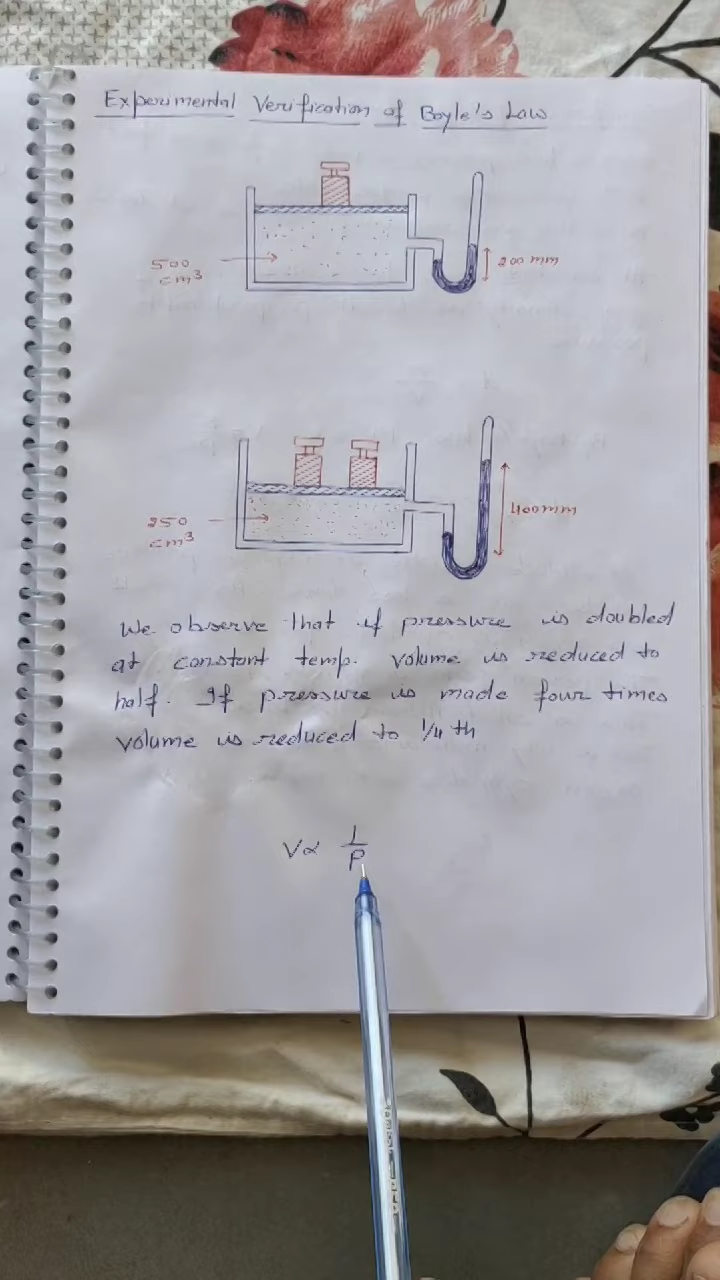 Experimental Verification of Boyle's Law
500
cm³
200 mm
250
cm³
400mm
We observe that if pressure is doubled
at constant temp. volume is reduced to
half. If pressure is made four times
volume is reduced to 1/4 th
V∝ 1/P